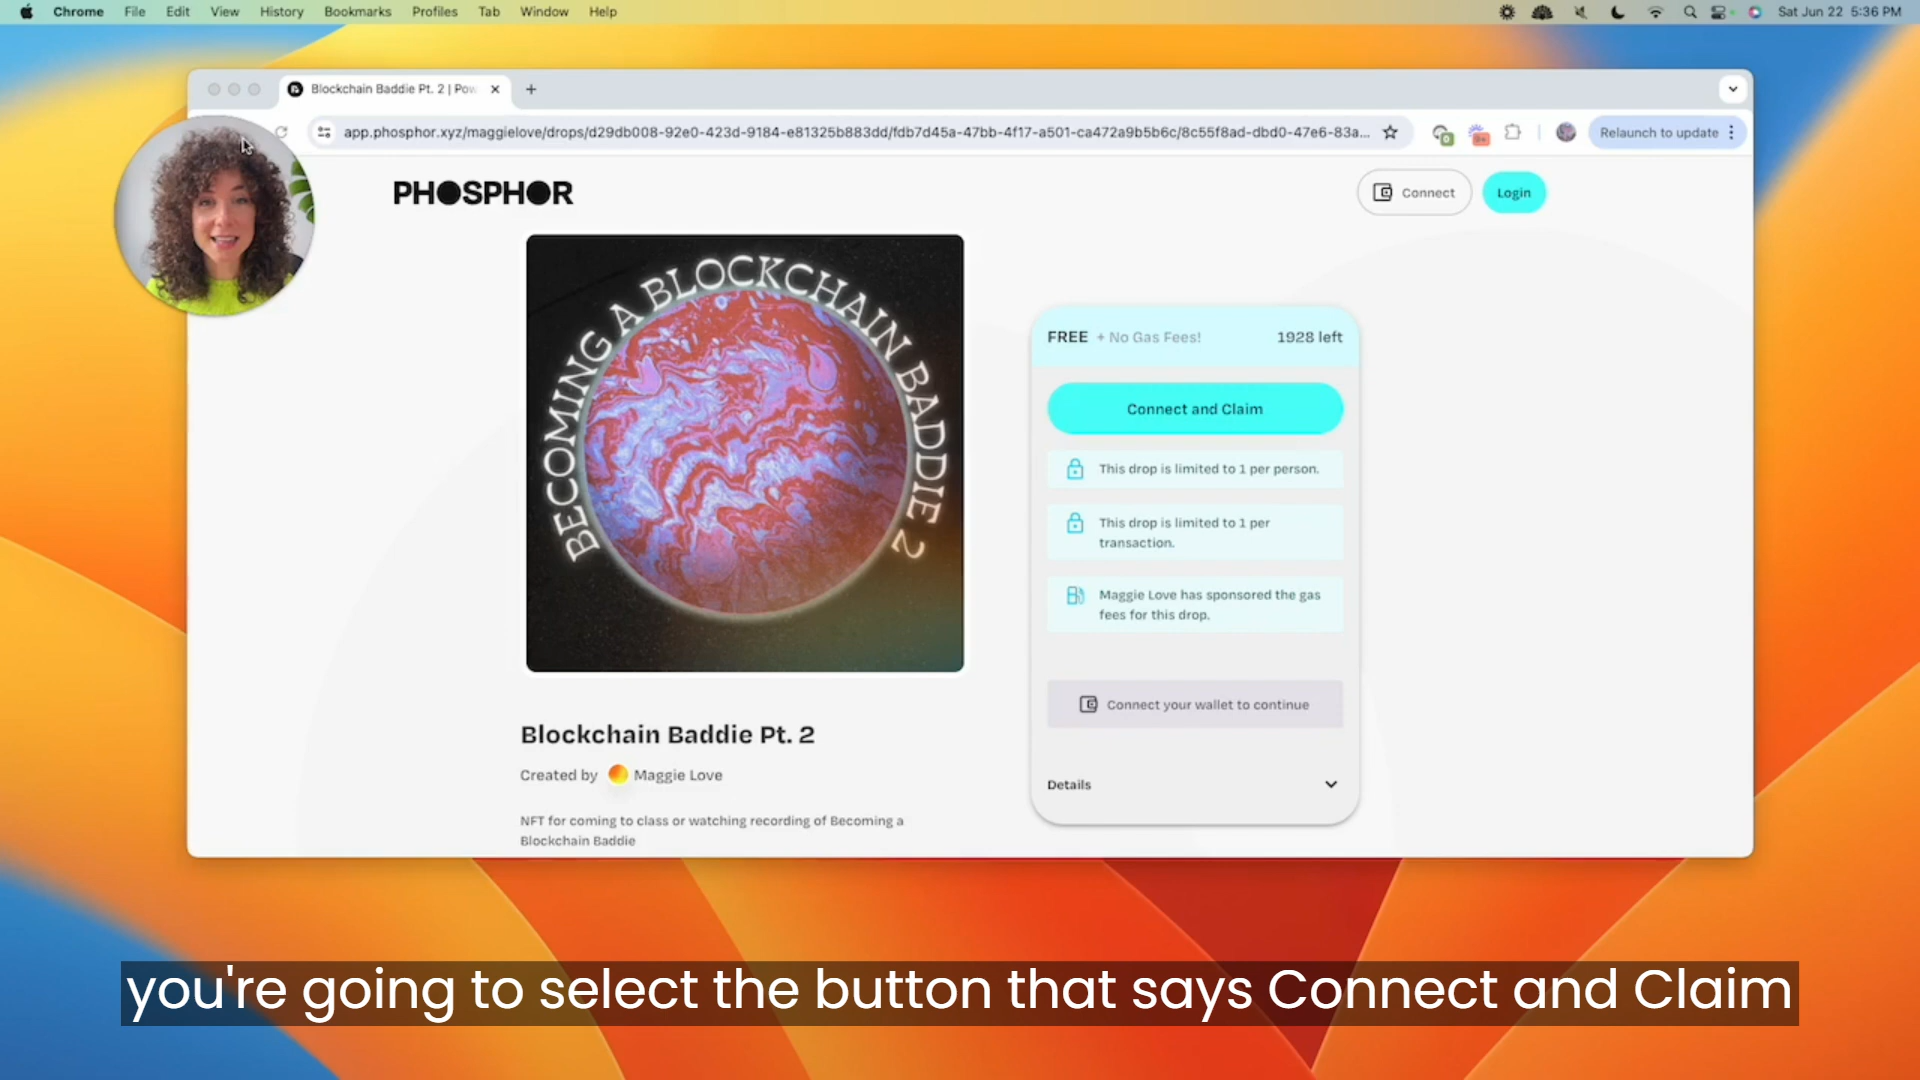 Chrome File Edit View History Bookmarks Profiles Tab Window Help
Sat Jun 22 5:36 PM
Blockchain Baddie Pt. 2 | Pow
app.phosphor.xyz/maggielove/drops/d29db008-92e0-423d-9184-e81325b883dd/fdb7d45a-47bb-4f17-a501-ca472a9b5b6c/8c55f8ad-dbd0-47e6-83a...
Relaunch to update
PHOSPHOR
Connect
Login
BECOMING A BLOCKCHAIN BADDIE 2
FREE + No Gas Fees!
1928 left
Connect and Claim
This drop is limited to 1 per person.
This drop is limited to 1 per
transaction.
Maggie Love has sponsored the gas
fees for this drop.
Connect your wallet to continue
Details
Blockchain Baddie Pt. 2
Created by Maggie Love
NFT for coming to class or watching recording of Becoming a
Blockchain Baddie
you're going to select the button that says Connect and Claim